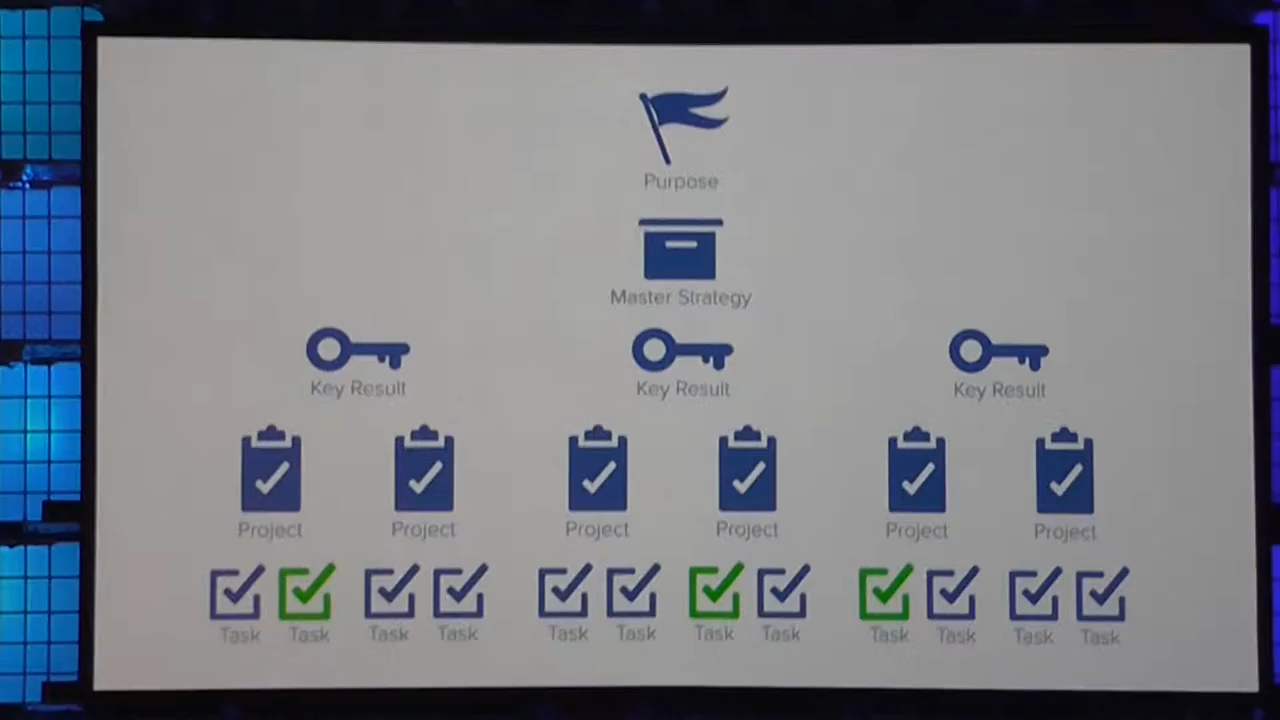 Purpose
Master Strategy
Key Result Key Result Key Result
Project Project Project Project Project Project
Task Task Task Task Task Task Task Task Task Task Task Task